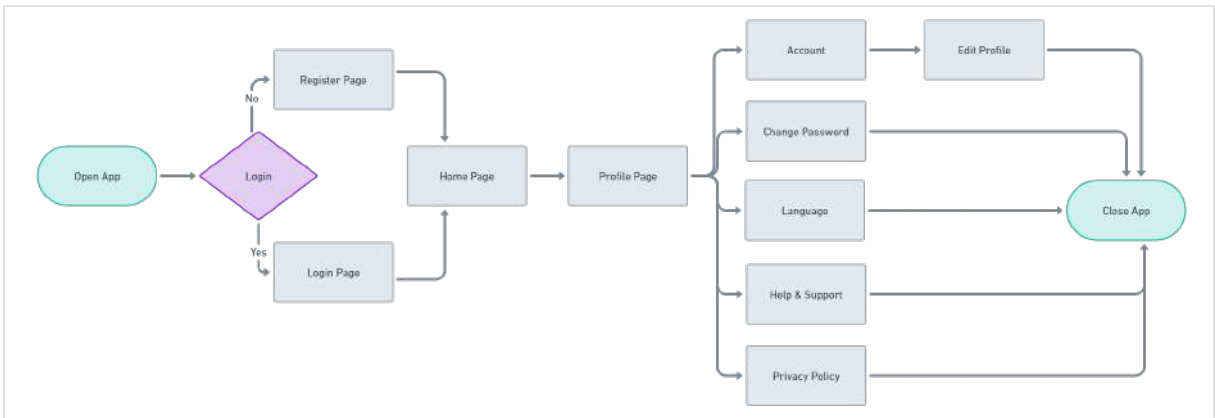 Open App
Login
No
Yes
Register Page
Login Page
Home Page
Profile Page
Account
Edit Profile
Change Password
Language
Help & Support
Privacy Policy
Close App